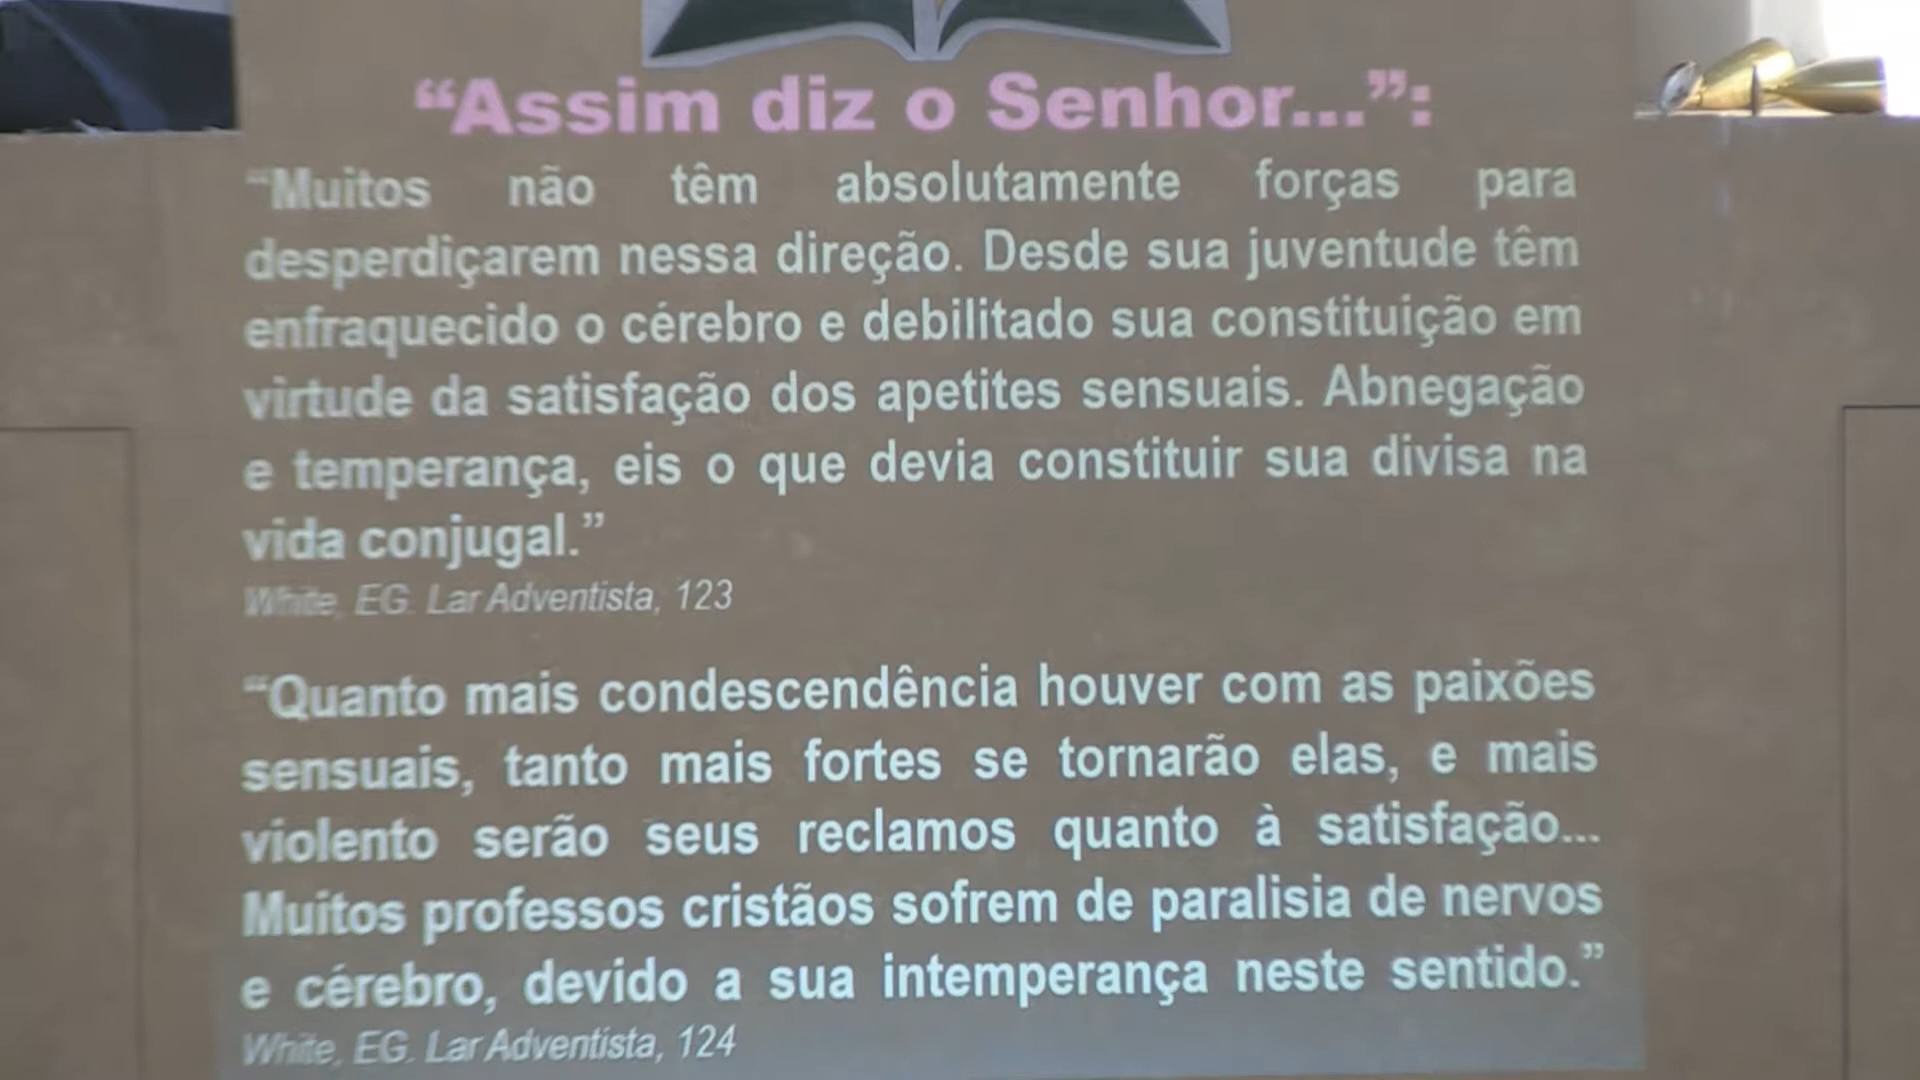 “Assim diz o Senhor...”:
“Muitos não têm absolutamente forças para
desperdiçarem nessa direção. Desde sua juventude têm
enfraquecido o cérebro e debilitado sua constituição em
virtude da satisfação dos apetites sensuais. Abnegação
e temperança, eis o que devia constituir sua divisa na
vida conjugal.”
White, EG. Lar Adventista, 123
“Quanto mais condescendência houver com as paixões
sensuais, tanto mais fortes se tornarão elas, e mais
violento serão seus reclamos quanto à satisfação...
Muitos professos cristãos sofrem de paralisia de nervos
e cérebro, devido a sua intemperança neste sentido.”
White, EG. Lar Adventista, 124